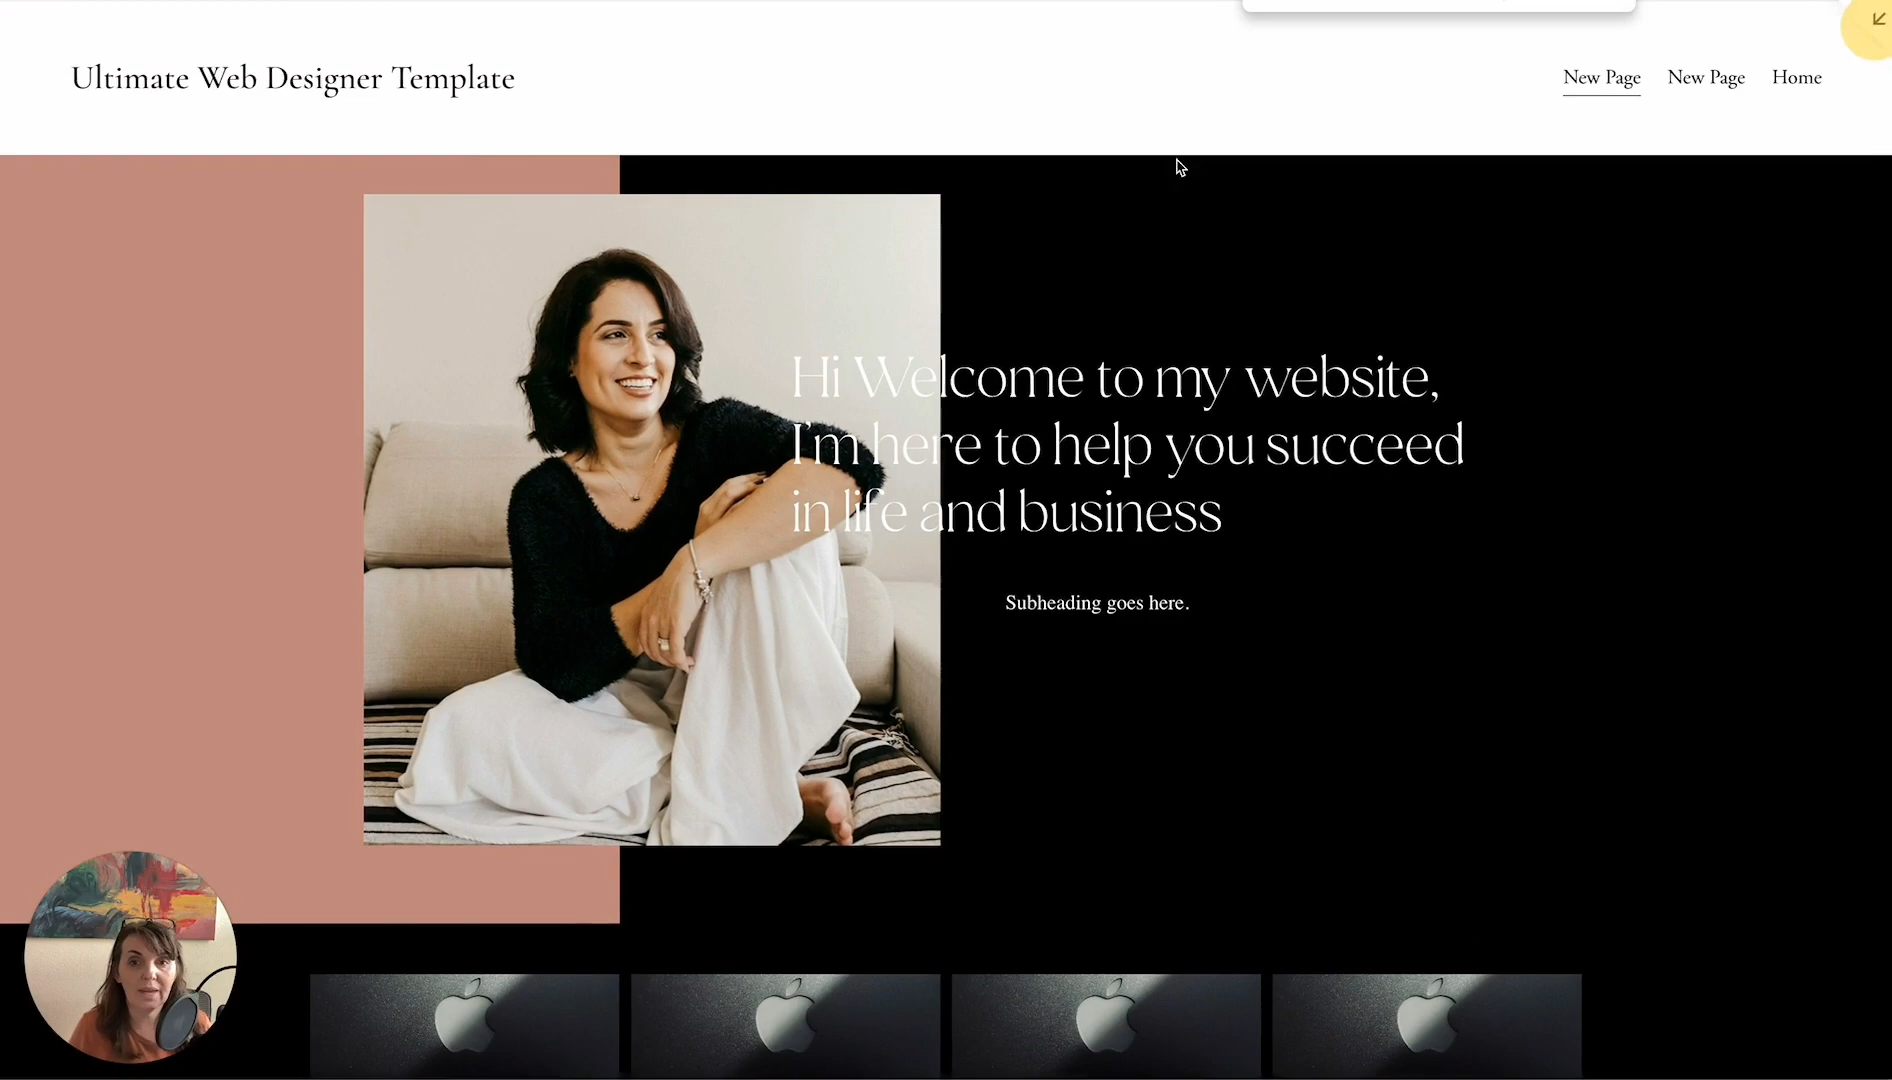 Ultimate Web Designer Template
New Page New Page Home
Hi Welcome to my website,
I'm here to help you succeed
in life and business
Subheading goes here.